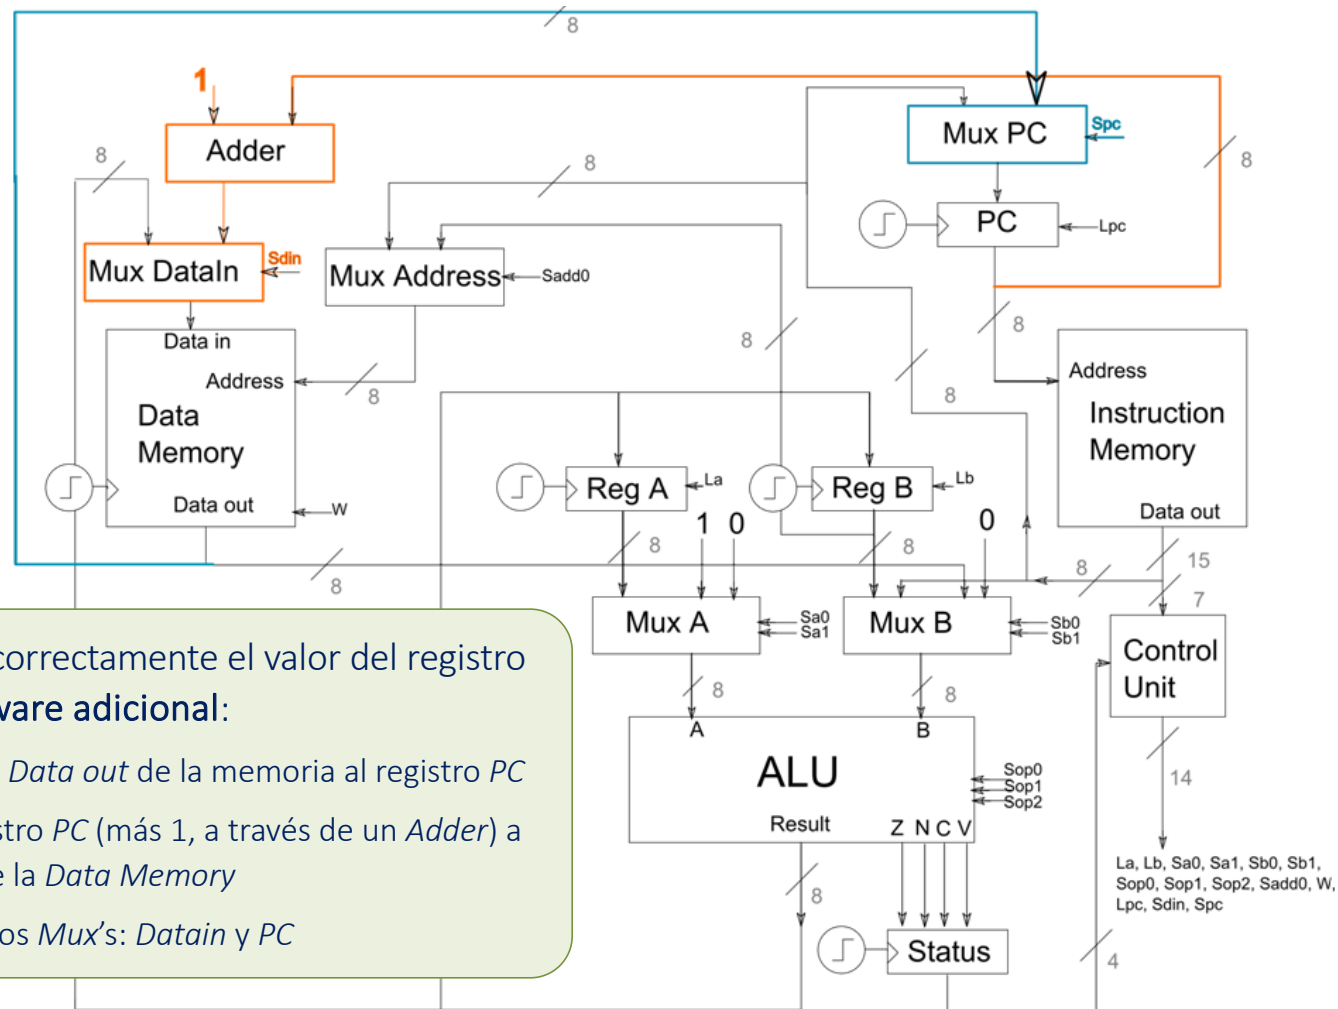 8
1
Adder
8
8
Mux PC
Spc
8
PC
Lpc
Mux DataIn
Sdin
Mux Address
Sadd0
8
Data in
Address
8
8
8
Data
Memory
Data out
W
Address
Instruction
Memory
Data out
Reg A
La
Reg B
Lb
1 0
0
8
8
8
8
15
7
Mux A
Sa0
Sa1
Mux B
Sb0
Sb1
Control
Unit
8
8
A
B
ALU
Sop0
Sop1
Sop2
Result
Z N C V
14
8
La, Lb, Sa0, Sa1, Sb0, Sb1,
Sop0, Sop1, Sop2, Sadd0, W,
Lpc, Sdin, Spc
Status
4
correctamente el valor del registro
ware adicional:
Data out de la memoria al registro PC
stro PC (más 1, a través de un Adder) a
e la Data Memory
os Mux's: Datain y PC